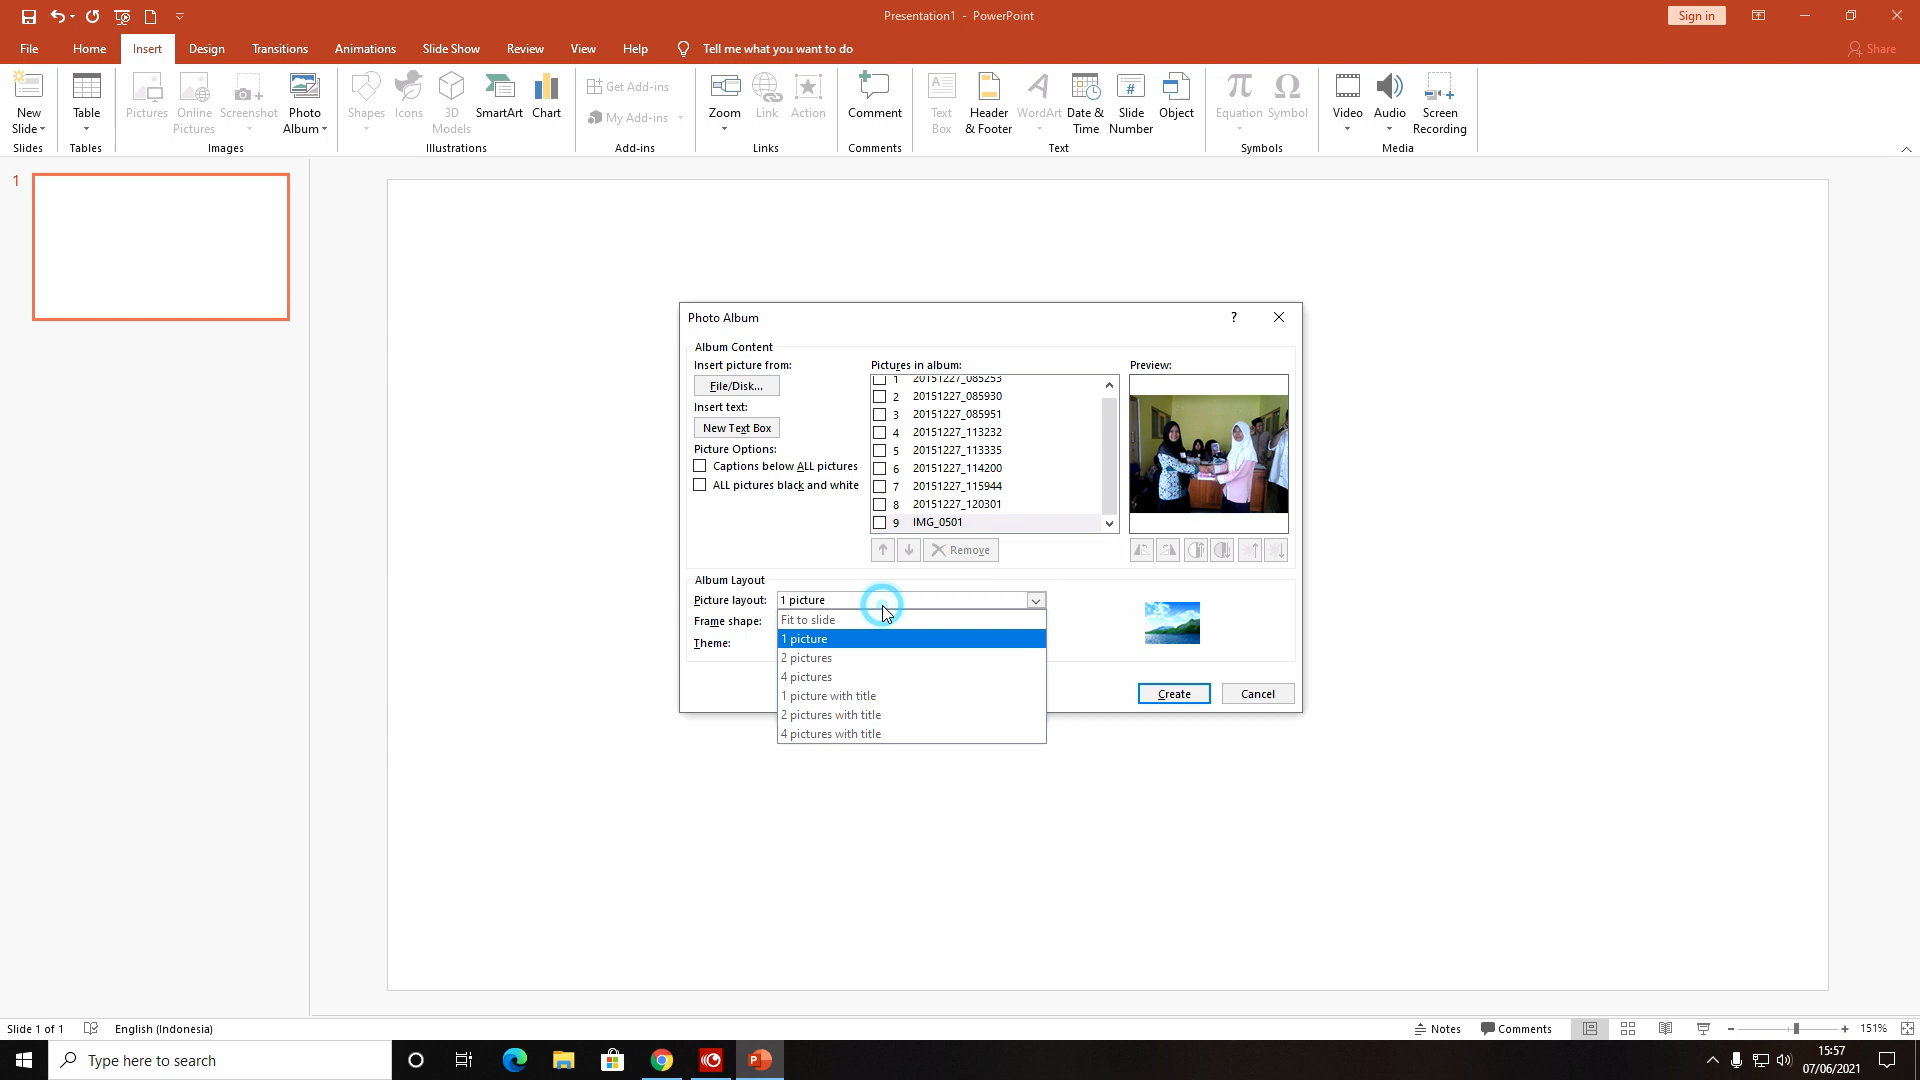 Presentation1 - PowerPoint
Sign in
File Home Insert Design Transitions Animations Slide Show Review View Help Tell me what you want to do
Share
New Slide
Table
Pictures
Online Pictures
Screenshot
Photo Album
Shapes
Icons
3D Models
SmartArt
Chart
Get Add-ins
My Add-ins
Zoom
Link
Action
Comment
Text Box
Header & Footer
WordArt
Date & Time
Slide Number
Object
Equation
Symbol
Video
Audio
Screen Recording
Slides Tables Images Illustrations Add-ins Links Comments Text Symbols Media
1
Photo Album
?
Album Content
Insert picture from:
File/Disk...
Insert text:
New Text Box
Picture Options:
Captions below ALL pictures
ALL pictures black and white
Pictures in album:
1 20151227_085253
2 20151227_085930
3 20151227_085951
4 20151227_113232
5 20151227_113335
6 20151227_114200
7 20151227_115944
8 20151227_120301
9 IMG_0501
Remove
Preview:
Album Layout
Picture layout: 1 picture
Frame shape:
Theme:
Fit to slide
1 picture
2 pictures
4 pictures
1 picture with title
2 pictures with title
4 pictures with title
Create
Cancel
Slide 1 of 1
English (Indonesia)
Notes
Comments
151%
Type here to search
15:57
07/06/2021